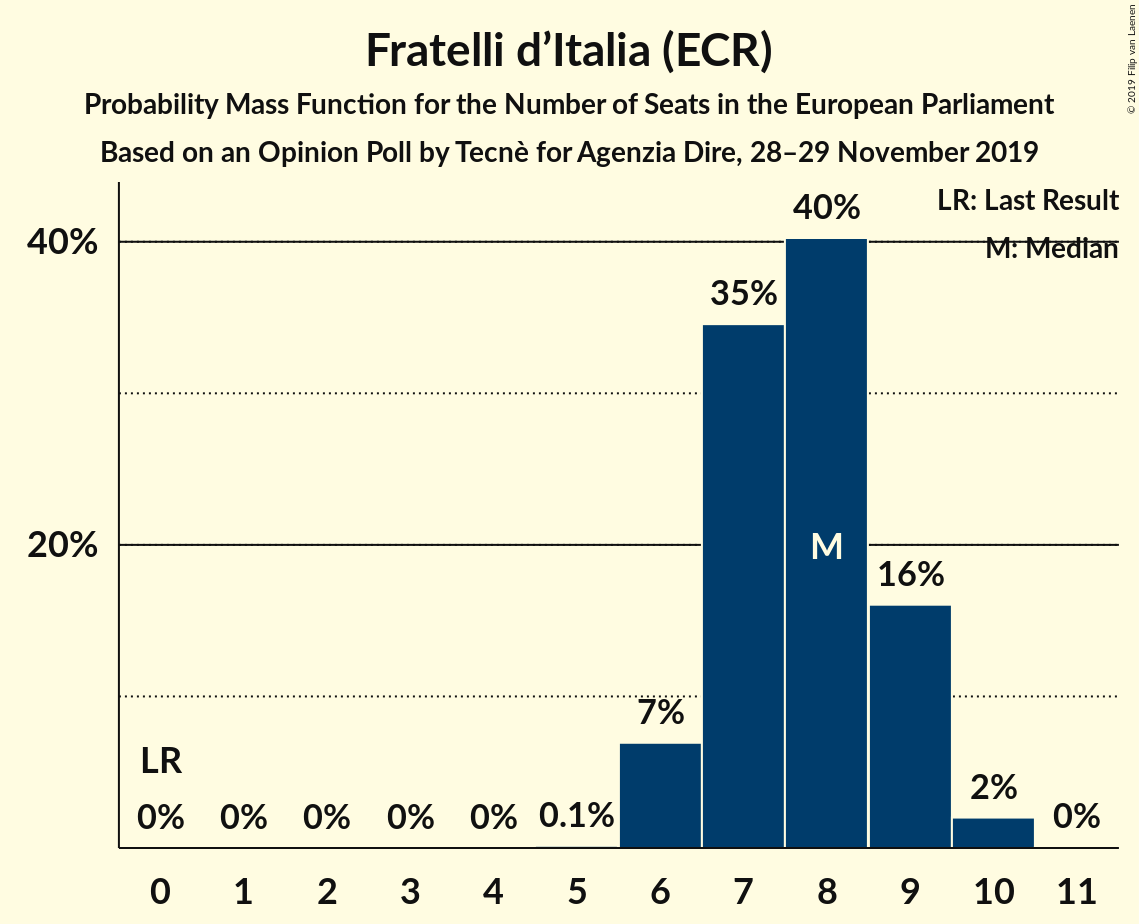 Fratelli d’Italia (ECR)
Probability Mass Function for the Number of Seats in the European Parliament
Based on an Opinion Poll by Tecnè for Agenzia Dire, 28–29 November 2019
© 2019 Filip van Laenen
LR: Last Result
M: Median
40%
20%
40%
35%
M
16%
7%
LR
0%
0%
0%
0%
0%
0.1%
2%
0%
0 1 2 3 4 5 6 7 8 9 10 11